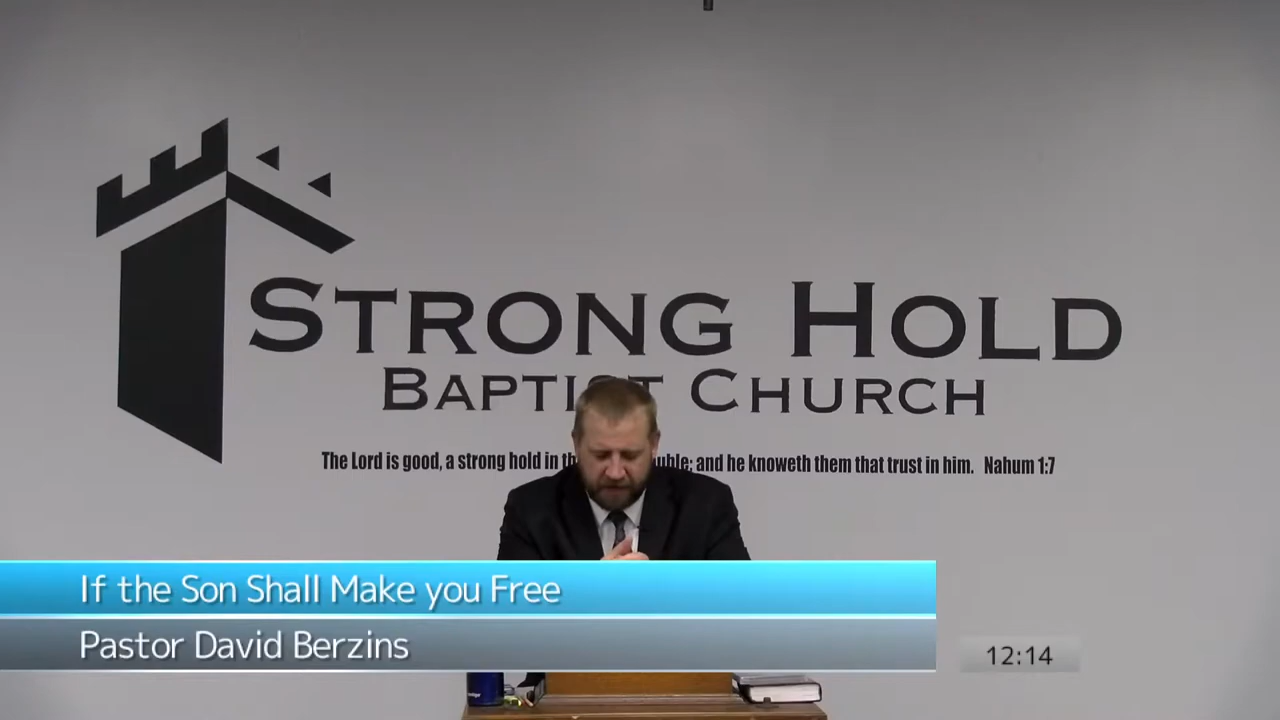 STRONG HOLD
BAPTIST CHURCH
The Lord is good, a strong hold in th uble; and he knoweth them that trust in him. Nahum 1:7
If the Son Shall Make you Free
Pastor David Berzins
12:14